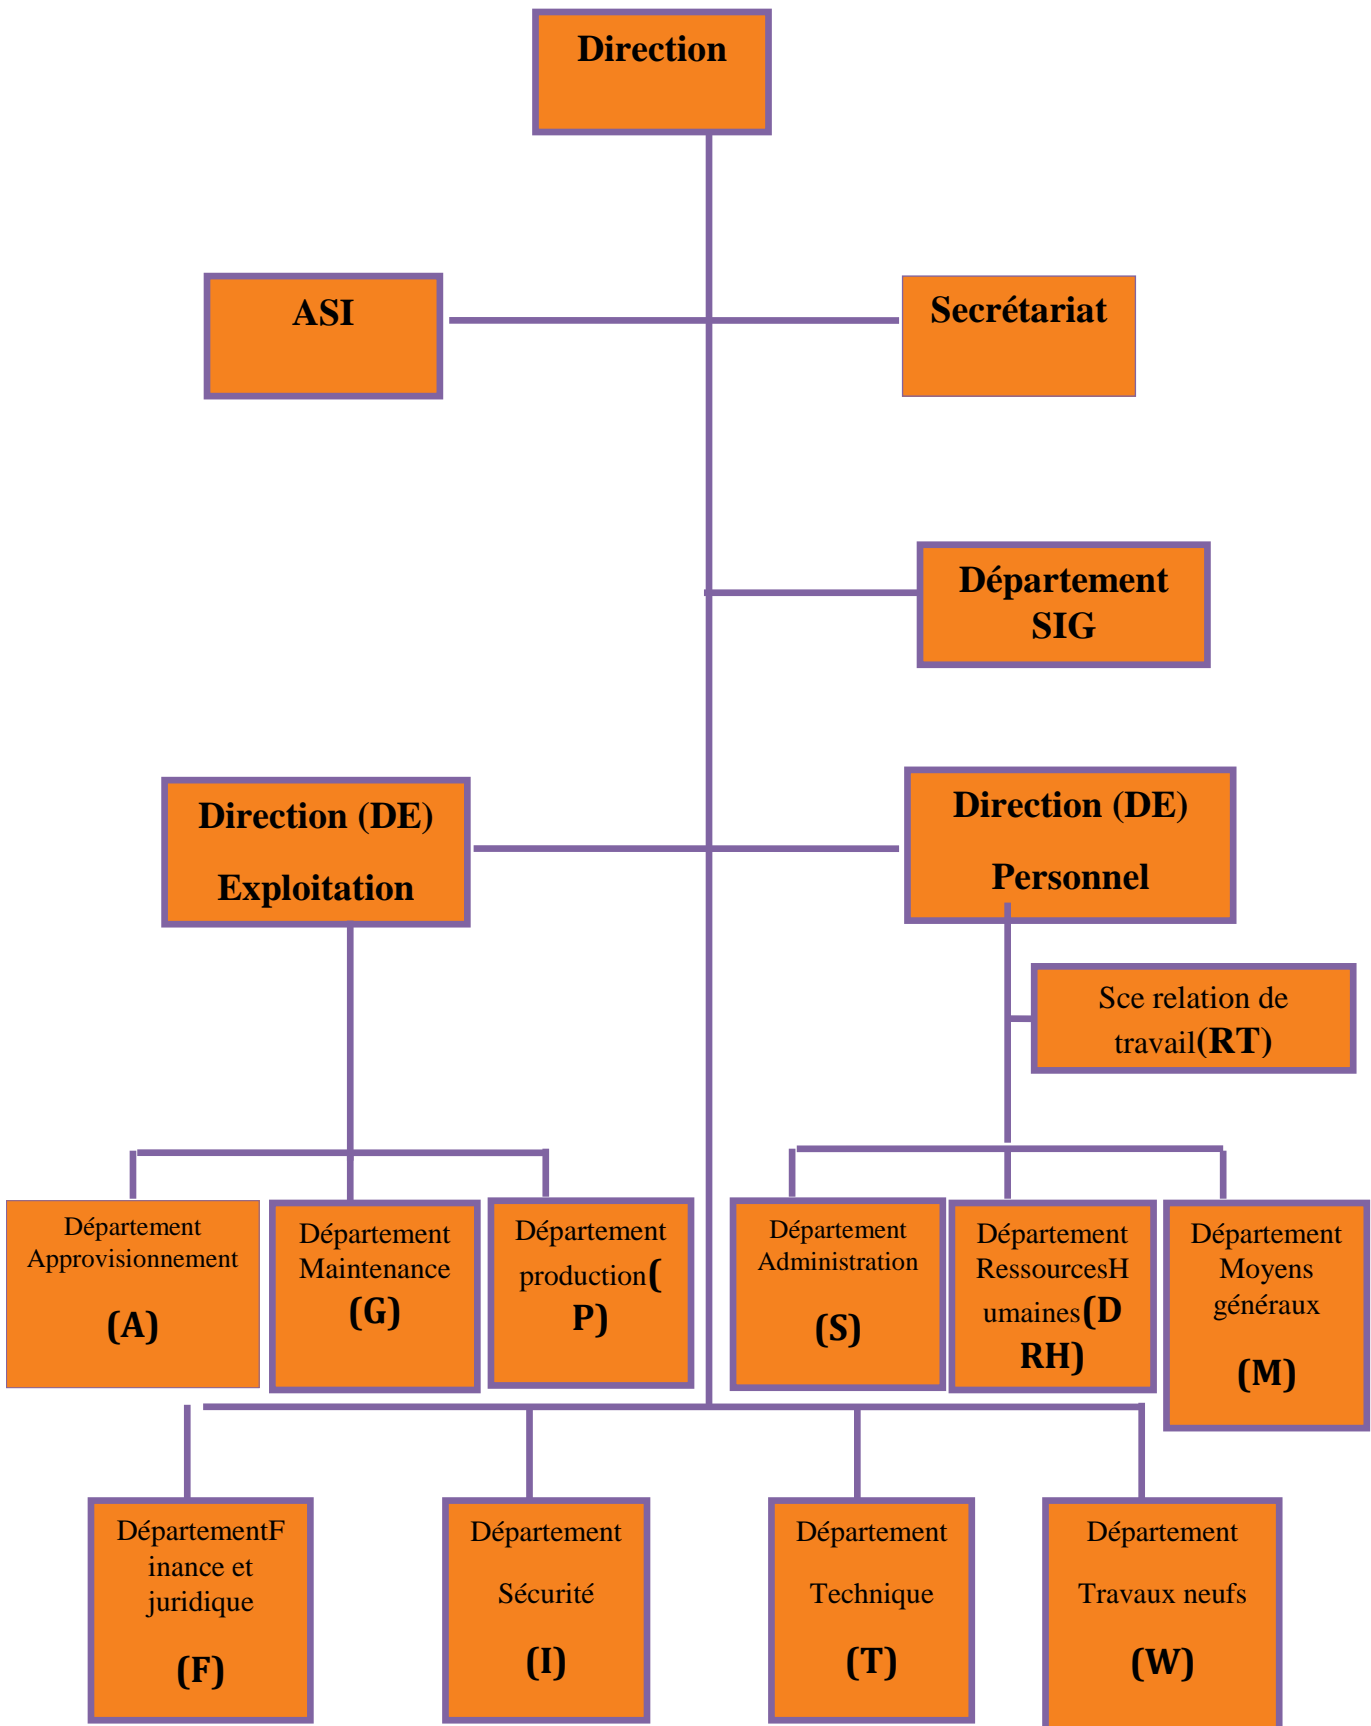 Direction
ASI
Secrétariat
Département
SIG
Direction (DE)
Exploitation
Direction (DE)
Personnel
Sce relation de
travail(RT)
Département
Approvisionnement
(A)
Département
Maintenance
(G)
Département
production(
P)
Département
Administration
(S)
Département
RessourcesH
umaines(D
RH)
Département
Moyens
généraux
(M)
DépartementF
inance et
juridique
(F)
Département
Sécurité
(I)
Département
Technique
(T)
Département
Travaux neufs
(W)